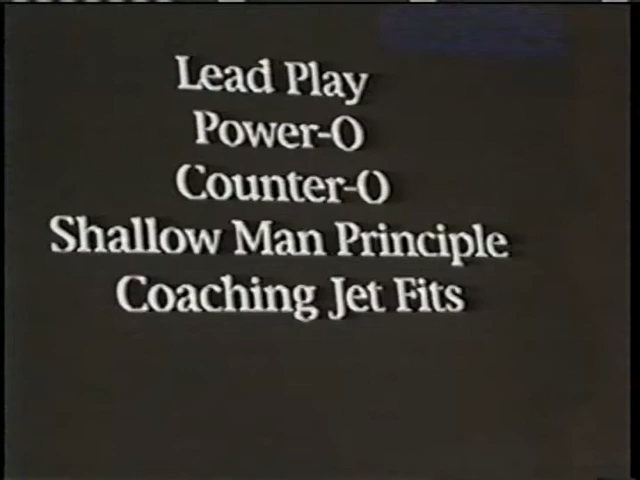 Lead Play
Power-O
Counter-O
Shallow Man Principle
Coaching Jet Fits